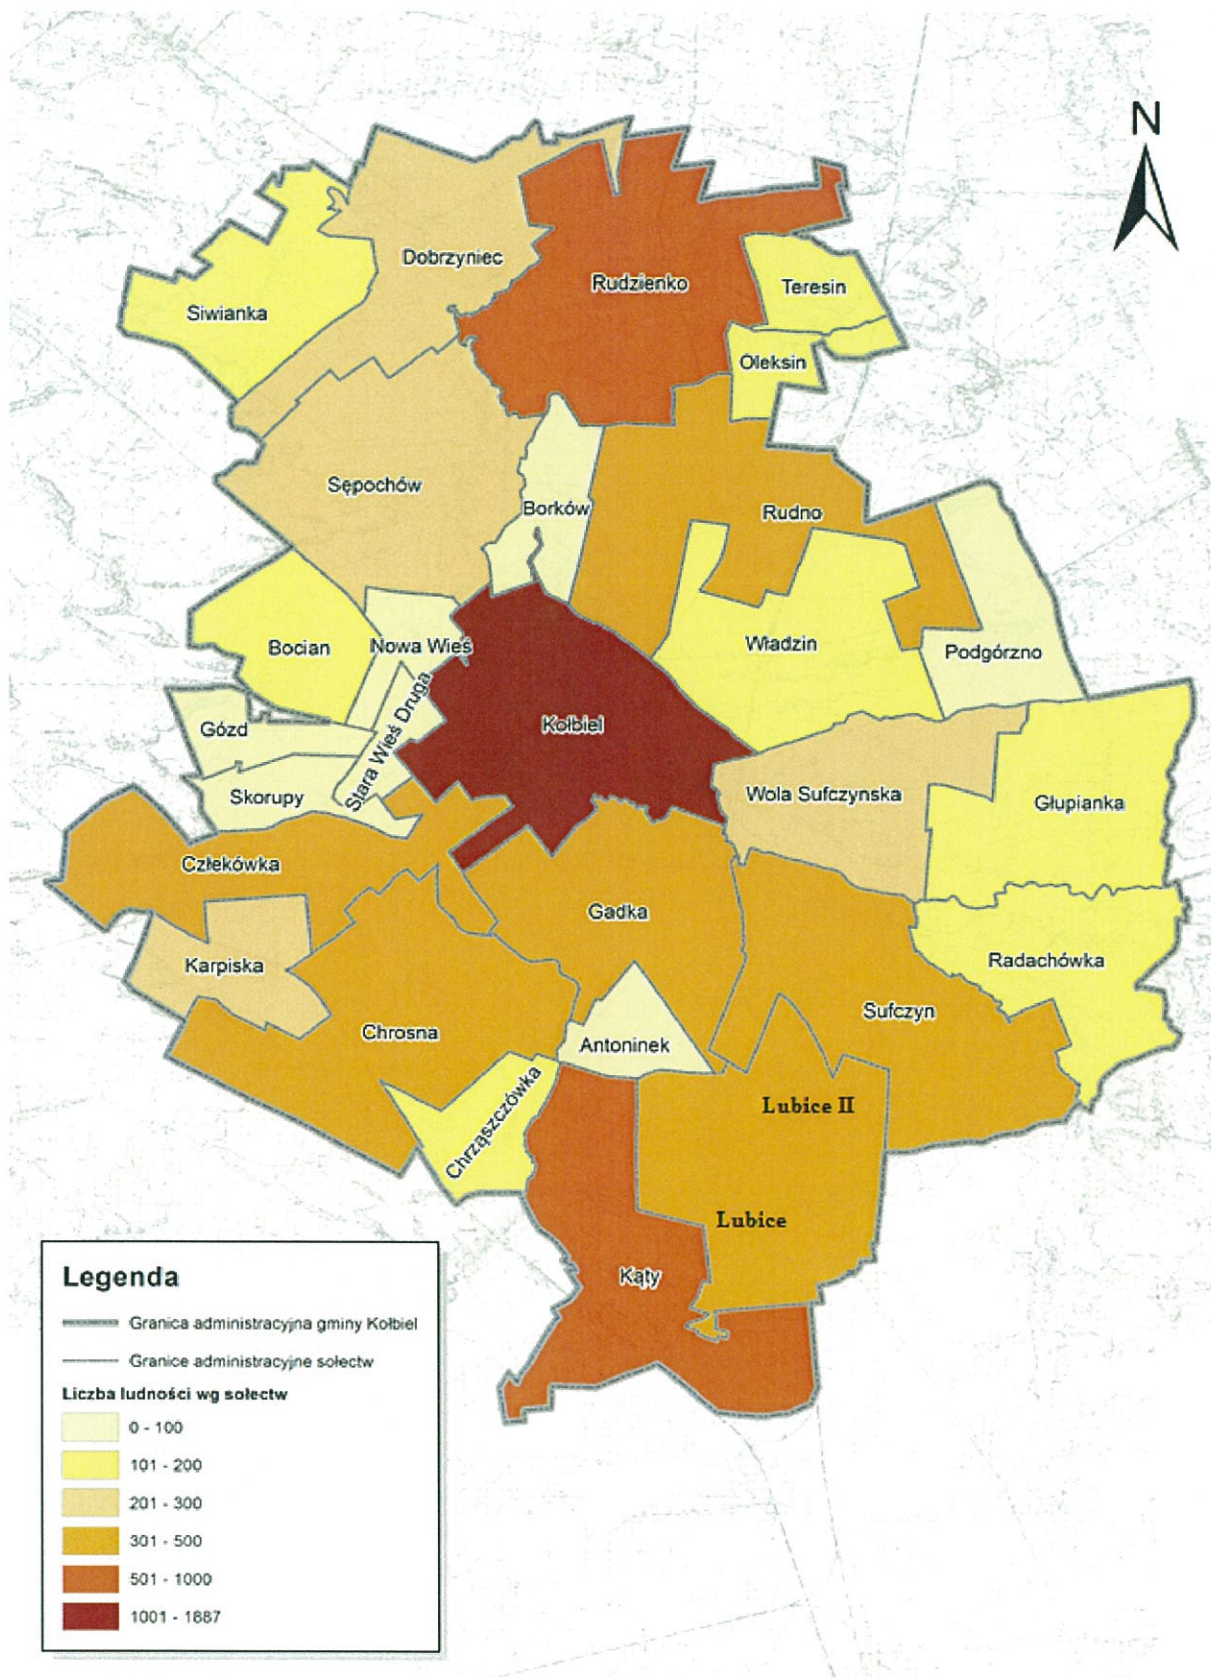 N
Dobrzyniec
Rudzienko
Teresin
Siwianka
Oleksin
Sępochów
Borków
Rudno
Bocian
Nowa Wieś
Władzin
Podgórzno
Gózd
Stara Wieś Druga
Kołbiel
Skorupy
Wola Sufczynska
Głupianka
Człekówka
Gadka
Karpiska
Radachówka
Chrosna
Sufczyn
Antoninek
Chrząszczówka
Lubice II
Lubice
Kąty
Legenda
Granica administracyjna gminy Kołbiel
Granice administracyjne sołectw
Liczba ludności wg sołectw
0 - 100
101 - 200
201 - 300
301 - 500
501 - 1000
1001 - 1887